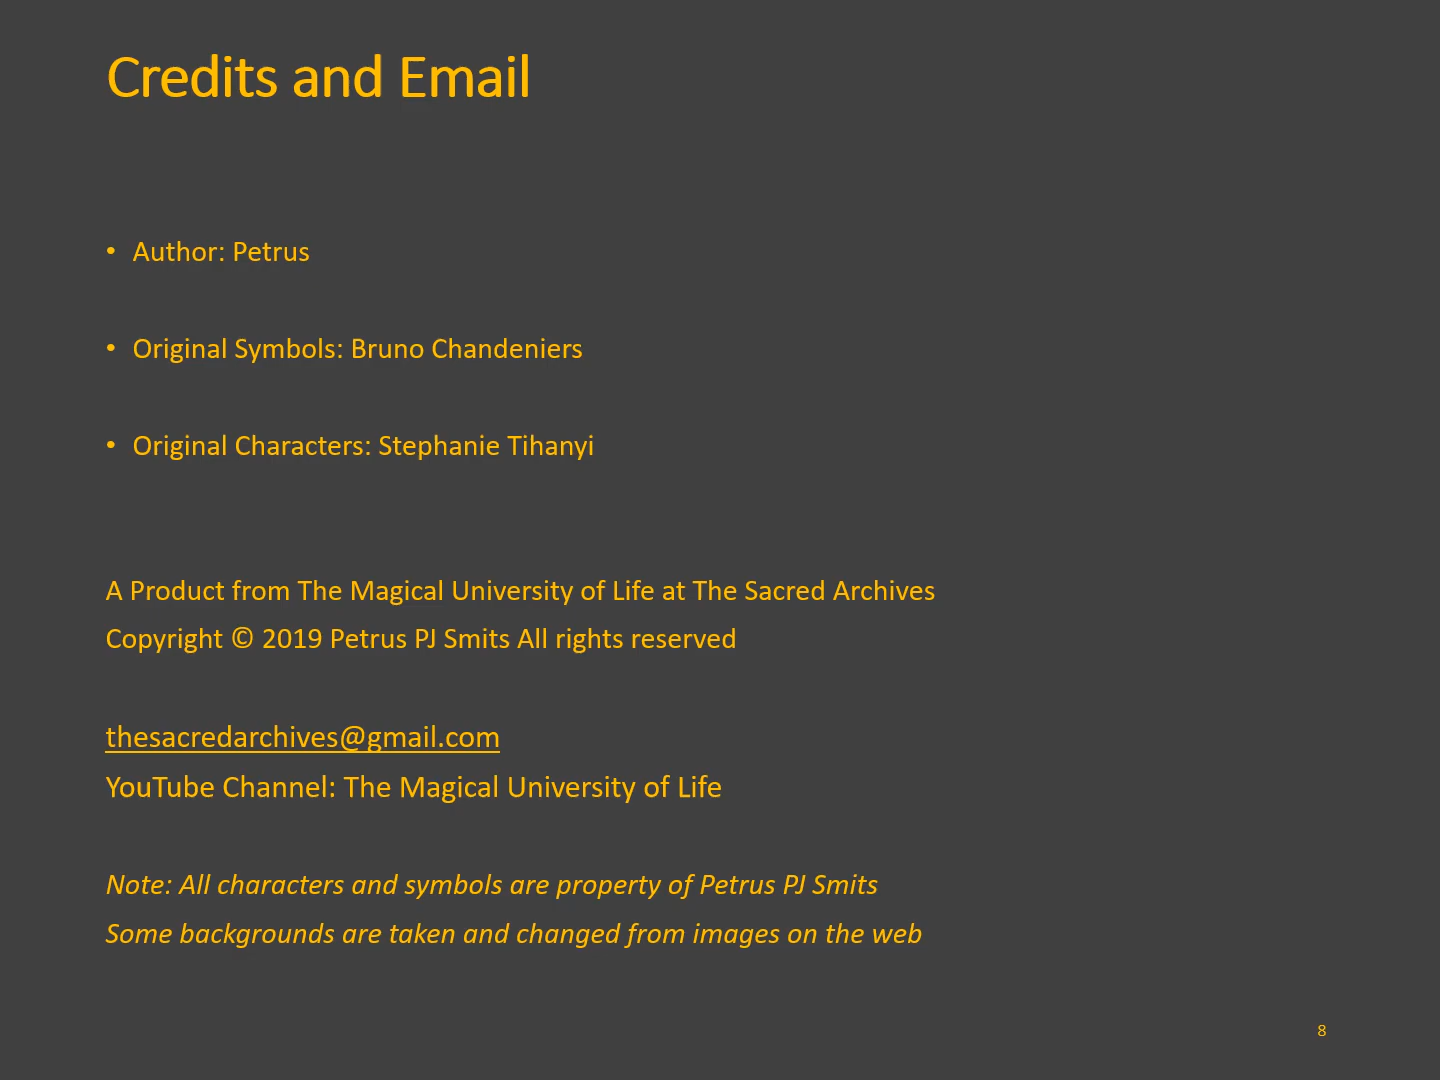 Credits and Email
• Author: Petrus
• Original Symbols: Bruno Chandeniers
• Original Characters: Stephanie Tihanyi
A Product from The Magical University of Life at The Sacred Archives
Copyright © 2019 Petrus PJ Smits All rights reserved
thesacredarchives@gmail.com
YouTube Channel: The Magical University of Life
Note: All characters and symbols are property of Petrus PJ Smits
Some backgrounds are taken and changed from images on the web
8